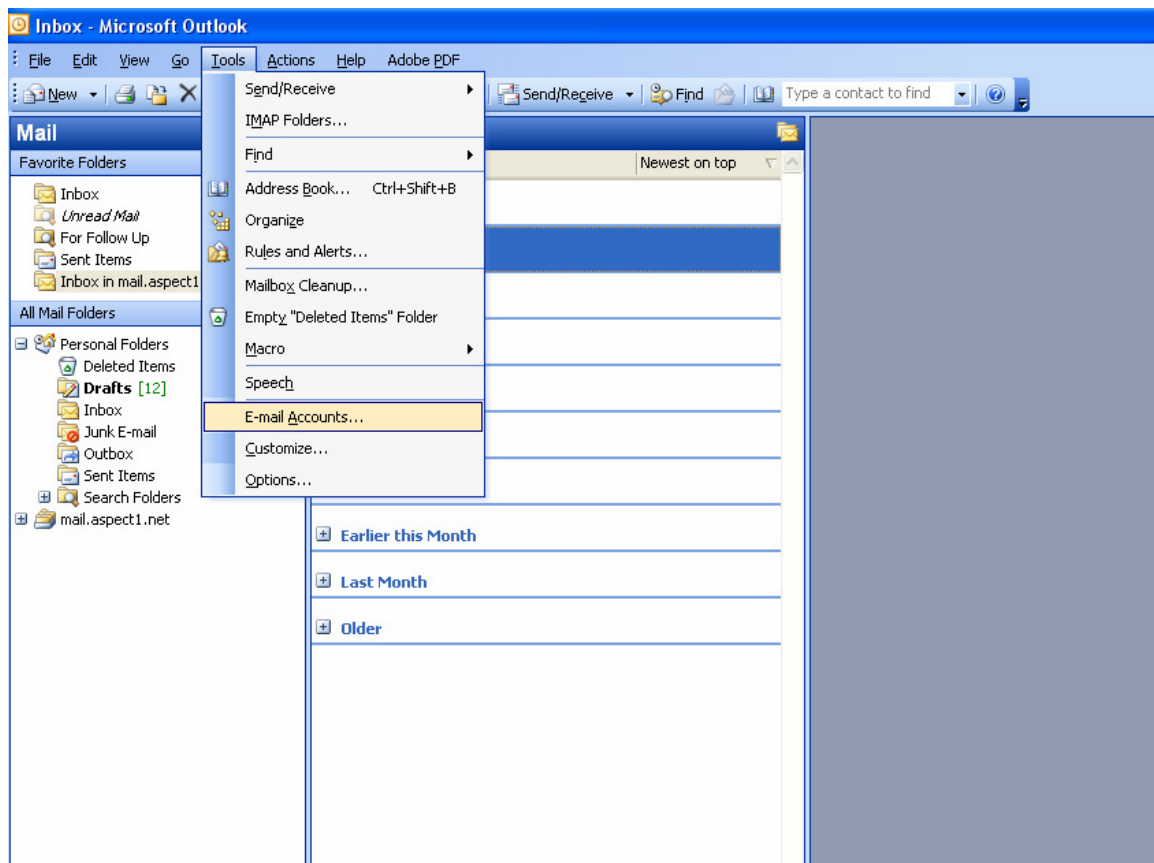 Inbox - Microsoft Outlook
File Edit View Go Tools Actions Help Adobe PDF
New Send/Receive Find Type a contact to find
Mail
Favorite Folders
Inbox
Unread Mail
For Follow Up
Sent Items
Inbox in mail.aspect1
All Mail Folders
Personal Folders
Deleted Items
Drafts [12]
Inbox
Junk E-mail
Outbox
Sent Items
Search Folders
mail.aspect1.net
Send/Receive
IMAP Folders...
Find
Address Book... Ctrl+Shift+B
Organize
Rules and Alerts...
Mailbox Cleanup...
Empty "Deleted Items" Folder
Macro
Speech
E-mail Accounts...
Customize...
Options...
Newest on top
Earlier this Month
Last Month
Older